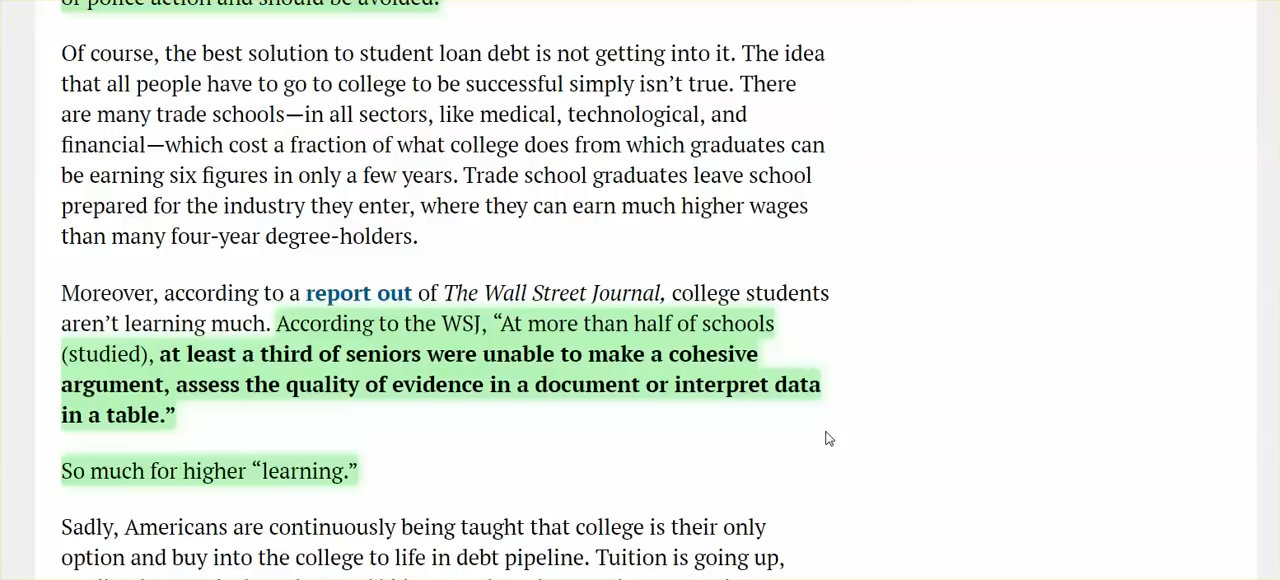 of police action and should be avoided.
Of course, the best solution to student loan debt is not getting into it. The idea
that all people have to go to college to be successful simply isn’t true. There
are many trade schools—in all sectors, like medical, technological, and
financial—which cost a fraction of what college does from which graduates can
be earning six figures in only a few years. Trade school graduates leave school
prepared for the industry they enter, where they can earn much higher wages
than many four-year degree-holders.
Moreover, according to a report out of The Wall Street Journal, college students
aren’t learning much. According to the WSJ, “At more than half of schools
(studied), at least a third of seniors were unable to make a cohesive
argument, assess the quality of evidence in a document or interpret data
in a table.”
So much for higher “learning.”
Sadly, Americans are continuously being taught that college is their only
option and buy into the college to life in debt pipeline. Tuition is going up,